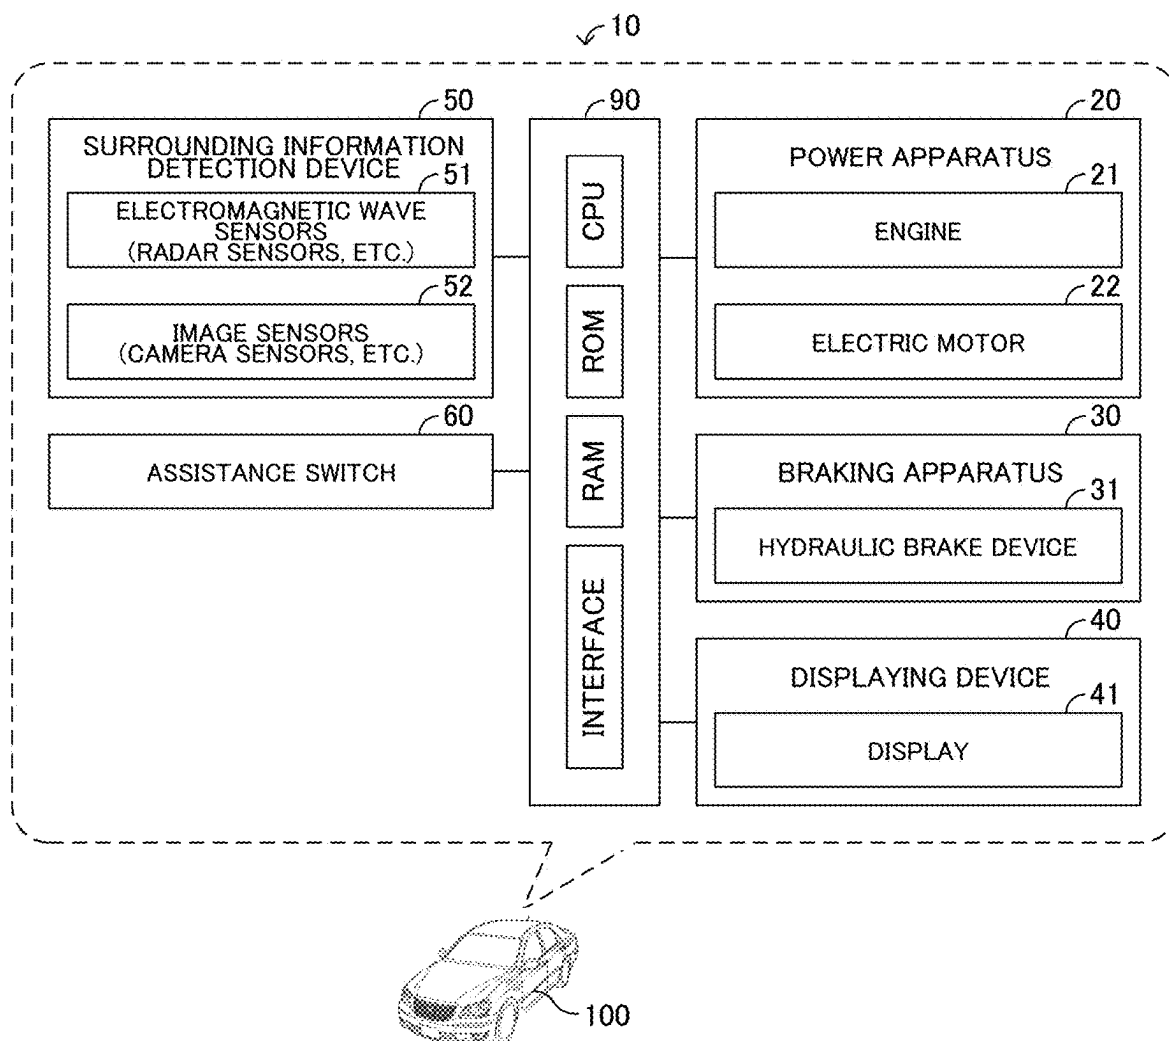 10
50
SURROUNDING INFORMATION
DETECTION DEVICE
51
ELECTROMAGNETIC WAVE
SENSORS
(RADAR SENSORS, ETC.)
52
IMAGE SENSORS
(CAMERA SENSORS, ETC.)
60
ASSISTANCE SWITCH
90
CPU
ROM
RAM
INTERFACE
20
POWER APPARATUS
21
ENGINE
22
ELECTRIC MOTOR
30
BRAKING APPARATUS
31
HYDRAULIC BRAKE DEVICE
40
DISPLAYING DEVICE
41
DISPLAY
100